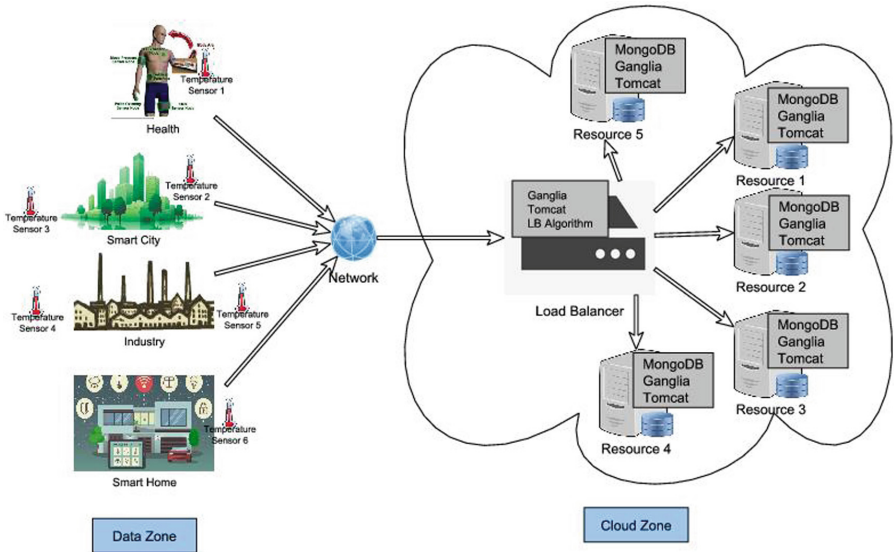 Temperature
Sensor 1
Health
Temperature
Sensor 2
Temperature
Sensor 3
Smart City
Temperature
Sensor 4
Temperature
Sensor 5
Industry
Temperature
Sensor 6
Smart Home
Data Zone
Network
Ganglia
Tomcat
LB Algorithm
Load Balancer
MongoDB
Ganglia
Tomcat
Resource 5
MongoDB
Ganglia
Tomcat
Resource 1
MongoDB
Ganglia
Tomcat
Resource 2
MongoDB
Ganglia
Tomcat
Resource 3
MongoDB
Ganglia
Tomcat
Resource 4
Cloud Zone